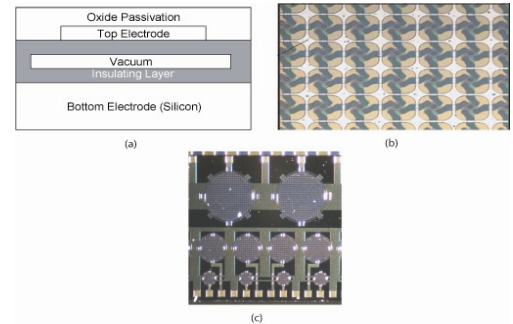 Oxide Passivation
Top Electrode
Vacuum
Insulating Layer
Bottom Electrode (Silicon)
(a)
(b)
(c)